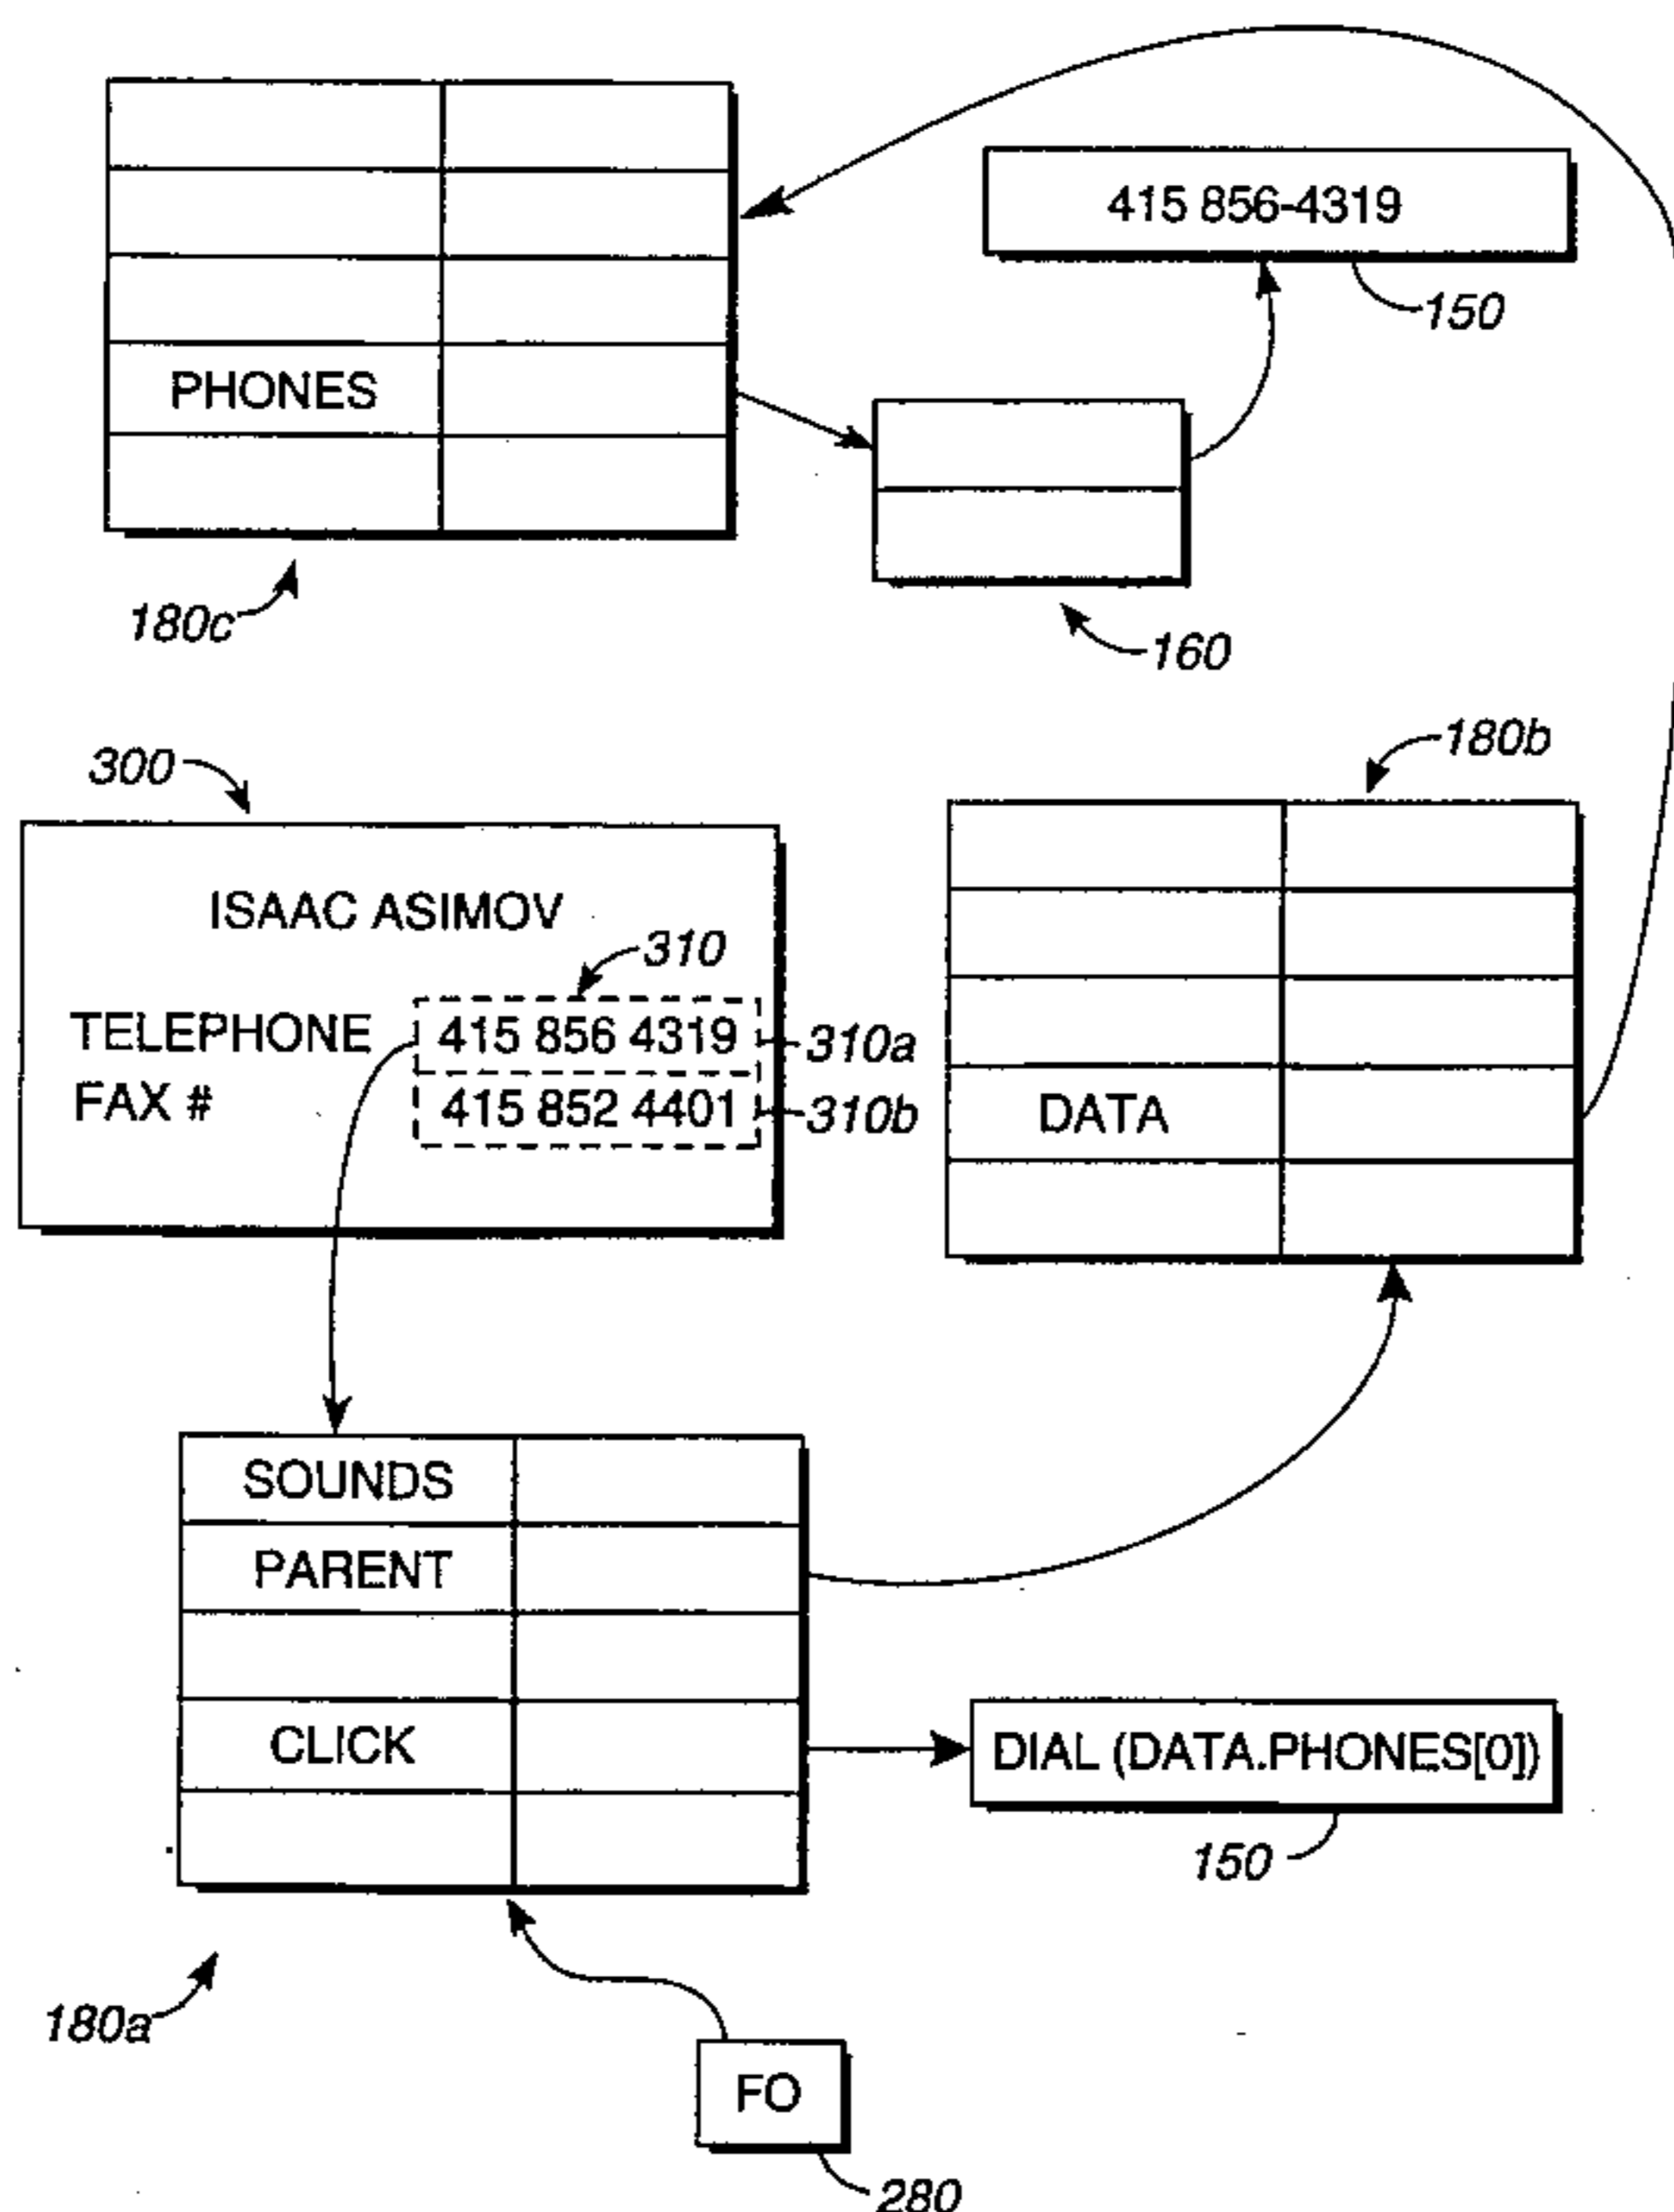 415 856-4319
150
PHONES
180c
160
300
180b
ISAAC ASIMOV
310
TELEPHONE 415 856 4319 310a
FAX # 415 852 4401 310b
DATA
SOUNDS
PARENT
CLICK
DIAL (DATA.PHONES[0])
150
180a
FO
280